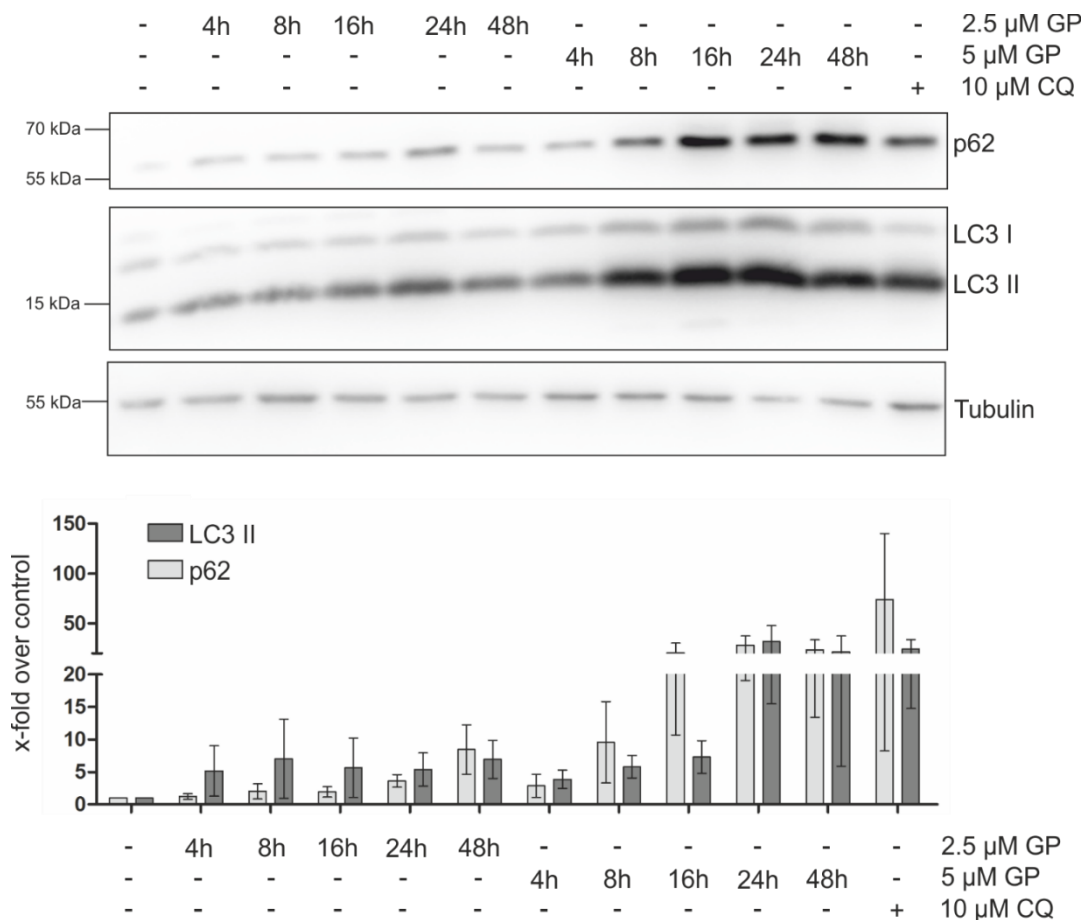 - 4h 8h 16h 24h 48h - - - - - - 2.5 µM GP
- - - - - - 4h 8h 16h 24h 48h - 5 µM GP
- - - - - - - - - - - + 10 µM CQ
70 kDa
p62
55 kDa
LC3 I
LC3 II
15 kDa
55 kDa
Tubulin
150
LC3 II
100
p62
50
20
15
10
5
0
x-fold over control
- 4h 8h 16h 24h 48h - - - - - - 2.5 µM GP
- - - - - - 4h 8h 16h 24h 48h - 5 µM GP
- - - - - - - - - - - + 10 µM CQ